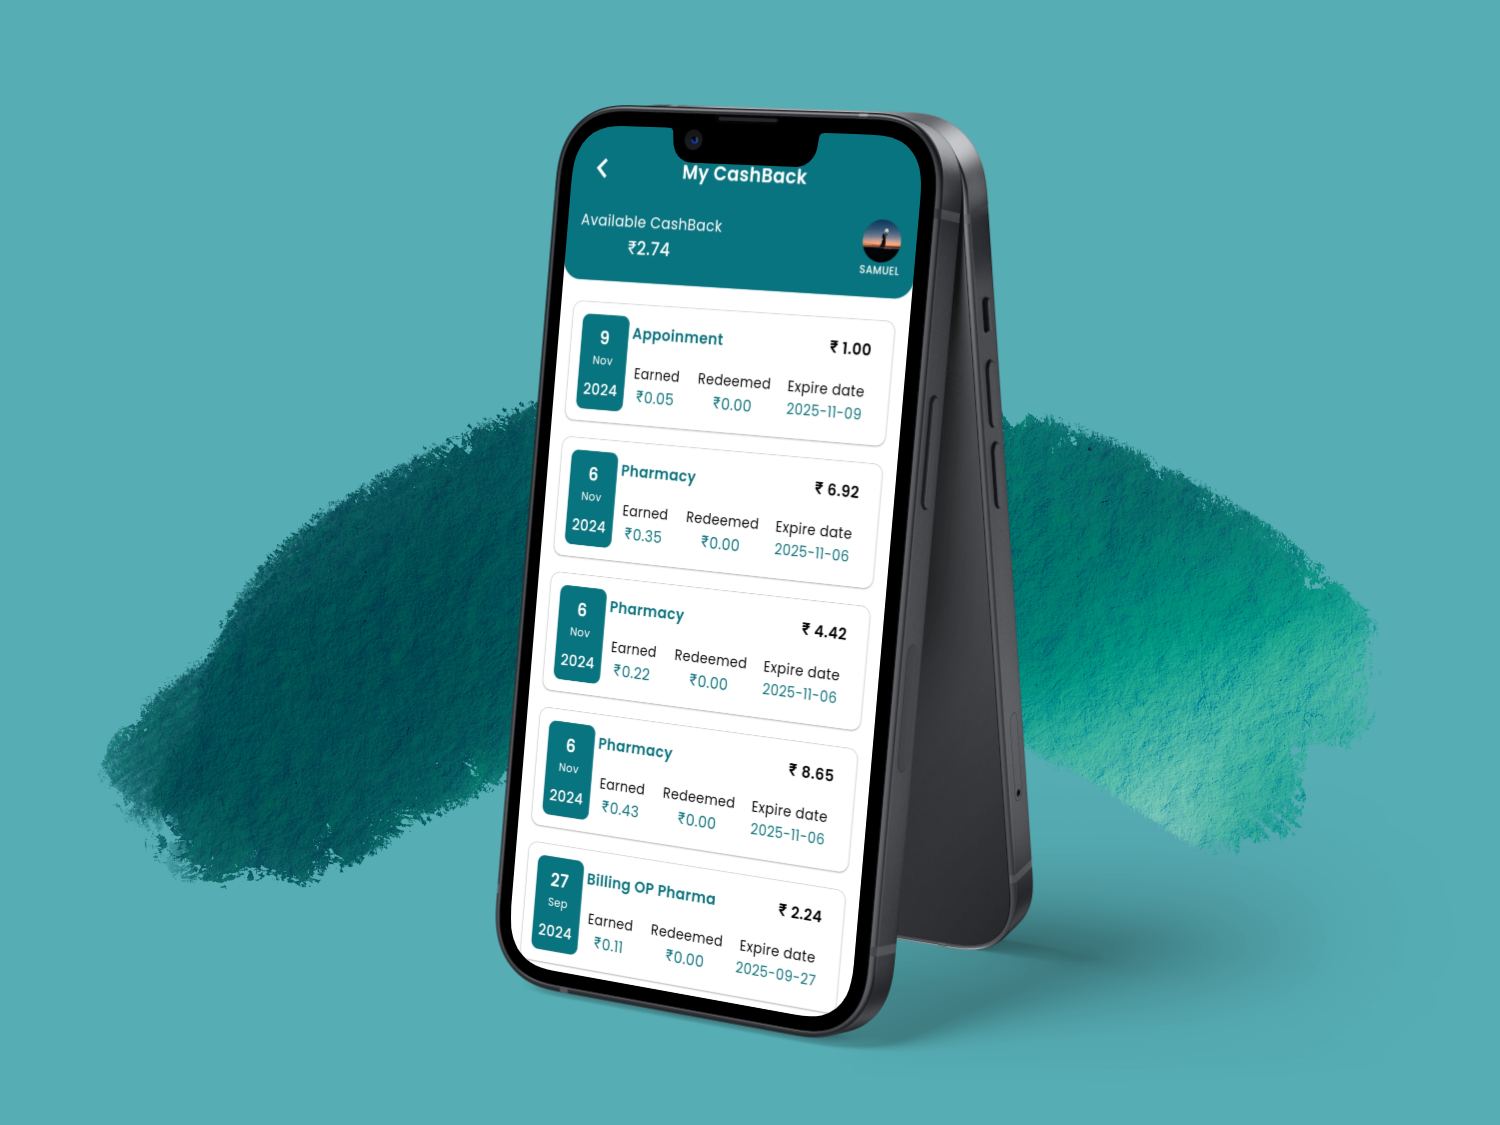 My CashBack
Available CashBack
₹2.74
SAMUEL
9
Nov
2024
Appoinment
₹ 1.00
Earned Redeemed Expire date
₹0.05 ₹0.00 2025-11-09
6
Nov
2024
Pharmacy
₹ 6.92
Earned Redeemed Expire date
₹0.35 ₹0.00 2025-11-06
6
Nov
2024
Pharmacy
₹ 4.42
Earned Redeemed Expire date
₹0.22 ₹0.00 2025-11-06
6
Nov
2024
Pharmacy
₹ 8.65
Earned Redeemed Expire date
₹0.43 ₹0.00 2025-11-06
27
Sep
2024
Billing OP Pharma
₹ 2.24
Earned Redeemed Expire date
₹0.11 ₹0.00 2025-09-27